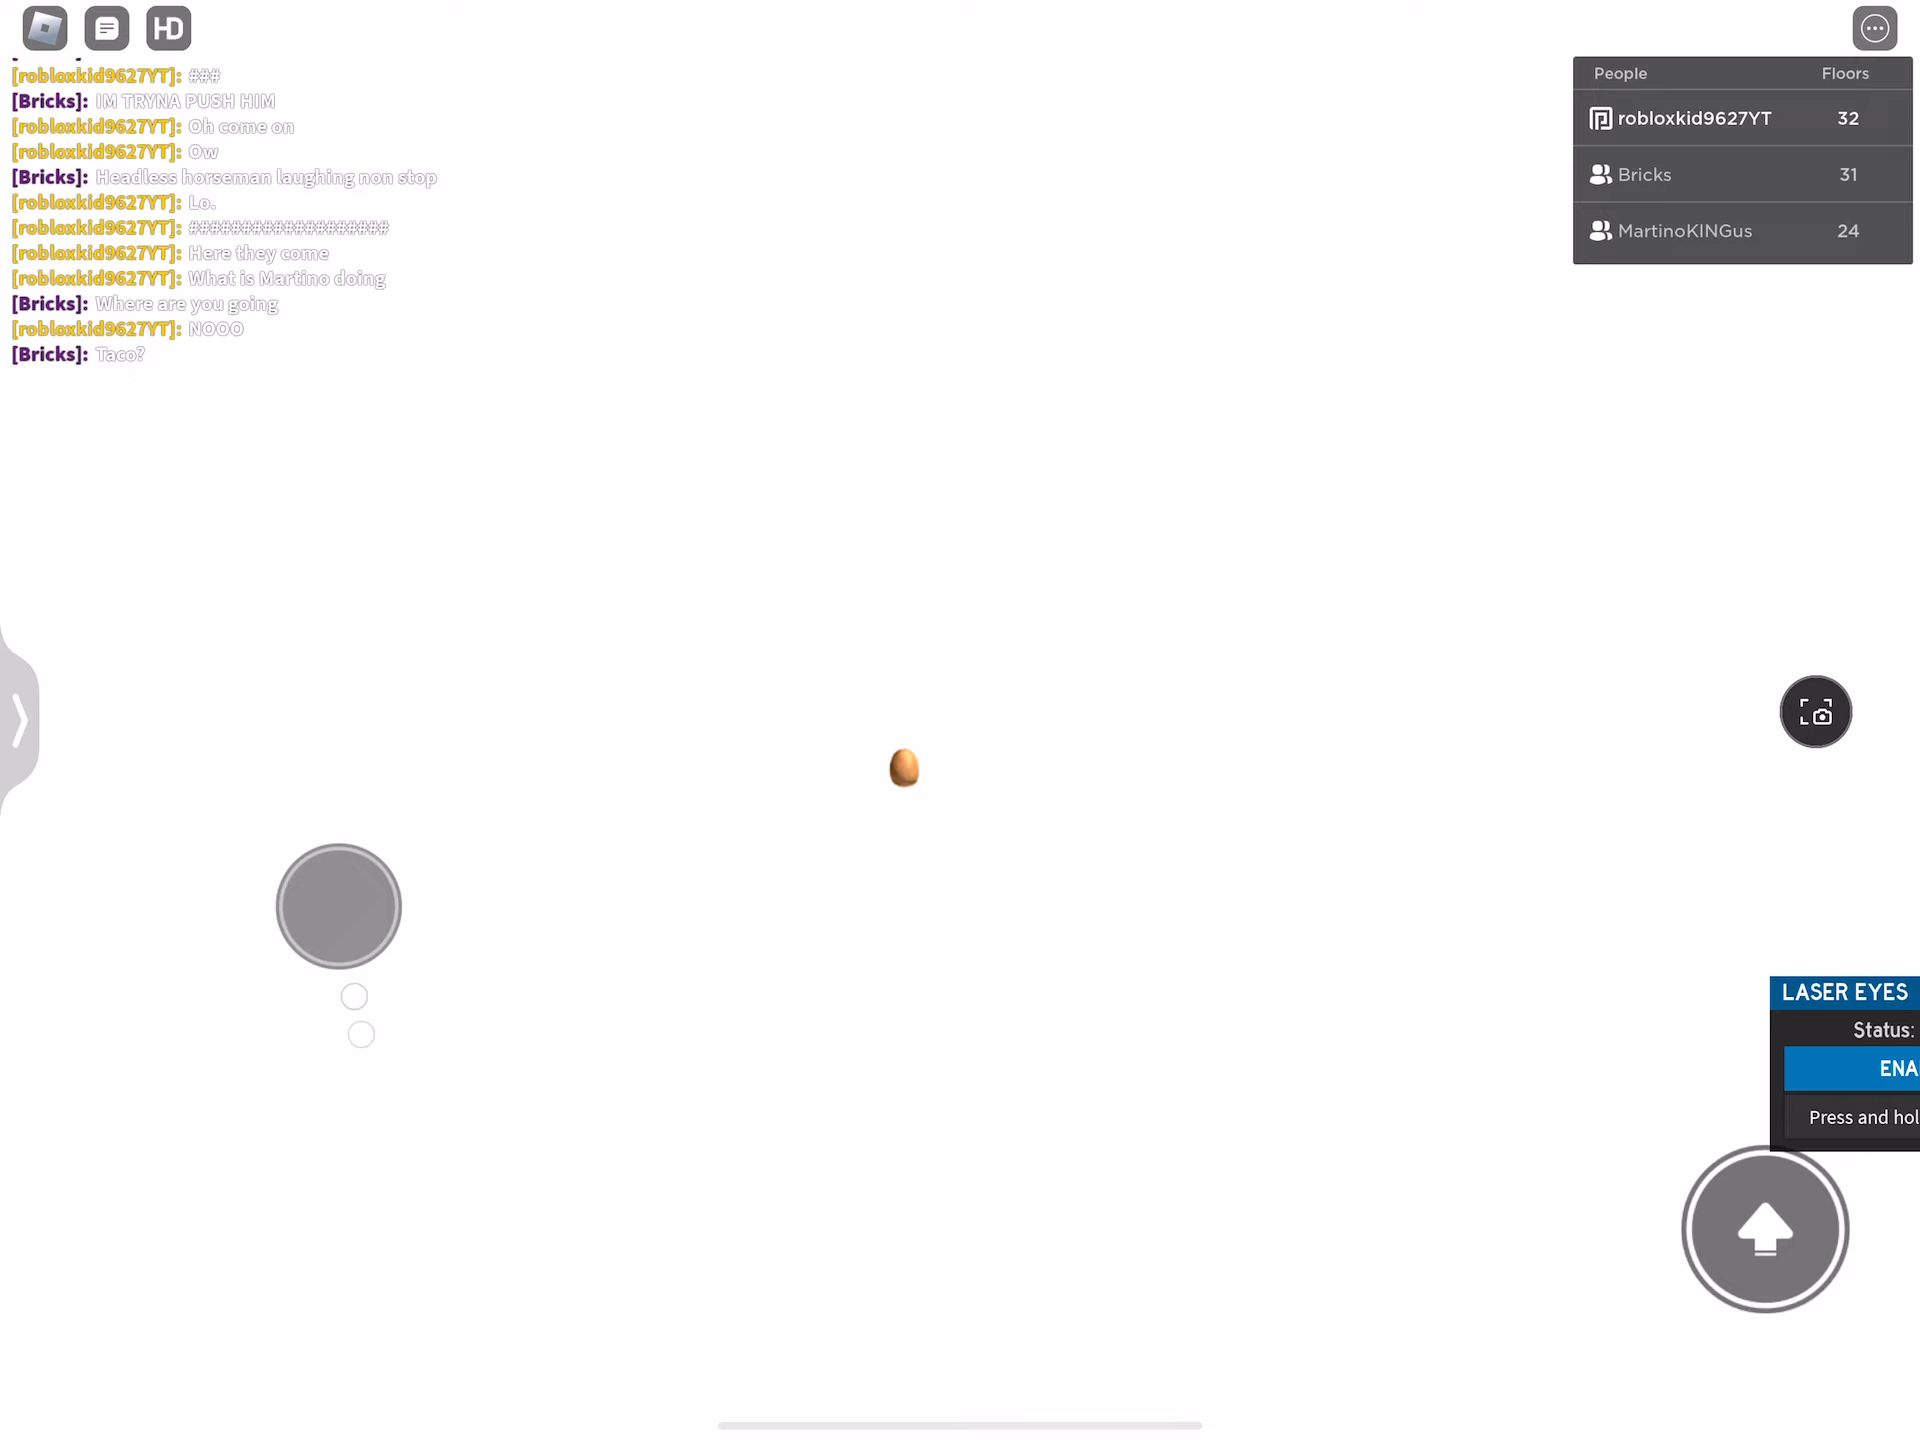 HD
[robloxkid9627YT]: ###
[Bricks]: IM TRYNA PUSH HIM
[robloxkid9627YT]: Oh come on
[robloxkid9627YT]: Ow
[Bricks]: Headless horseman laughing non stop
[robloxkid9627YT]: Lo.
[robloxkid9627YT]: ###################
[robloxkid9627YT]: Here they come
[robloxkid9627YT]: What is Martino doing
[Bricks]: Where are you going
[robloxkid9627YT]: NOOO
[Bricks]: Taco?
People Floors
robloxkid9627YT 32
Bricks 31
MartinoKINGus 24
LASER EYES
Status:
ENA
Press and hol